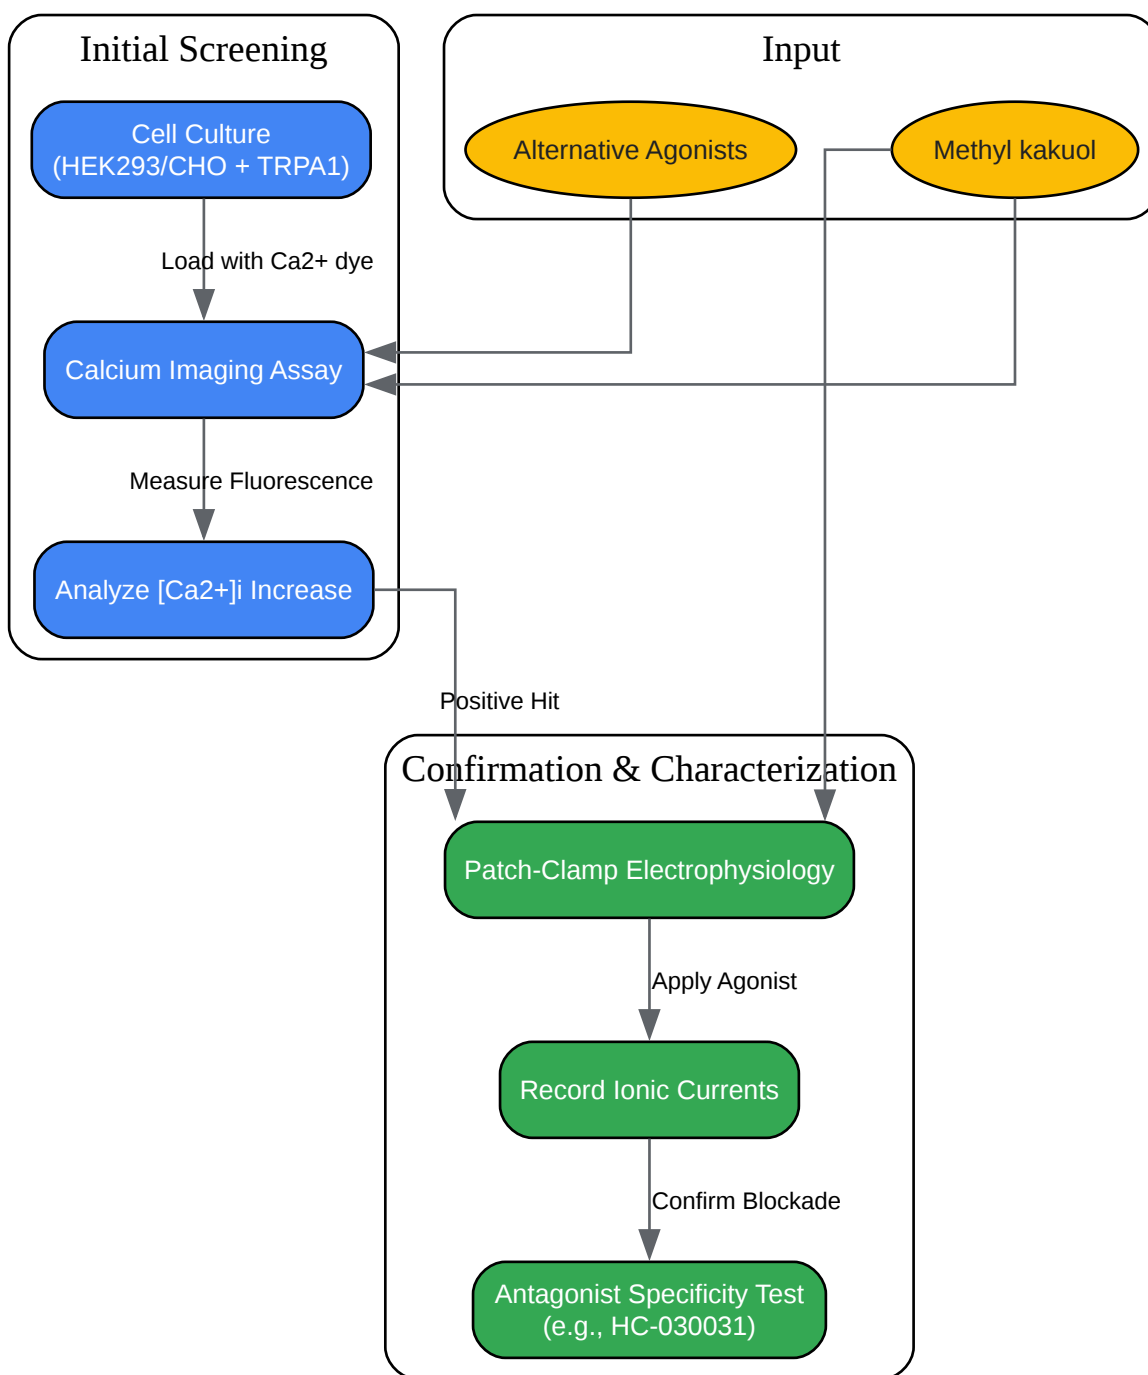 Initial Screening
Cell Culture
(HEK293/CHO + TRPA1)
Load with Ca2+ dye
Calcium Imaging Assay
Measure Fluorescence
Analyze [Ca2+]i Increase
Input
Alternative Agonists
Methyl kakuol
Positive Hit
Confirmation & Characterization
Patch-Clamp Electrophysiology
Apply Agonist
Record Ionic Currents
Confirm Blockade
Antagonist Specificity Test
(e.g., HC-030031)